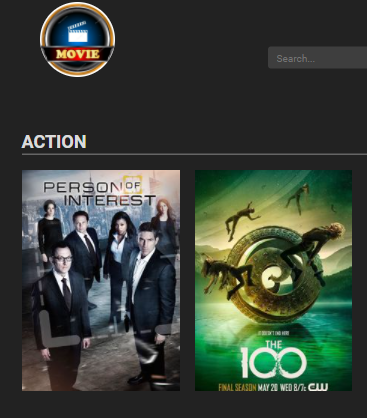 MOVIE
Search...
ACTION
PERSON OF
INTEREST
IT DOESN'T END HERE
THE
100
FINAL SEASON MAY 20 WED 8/7c CW